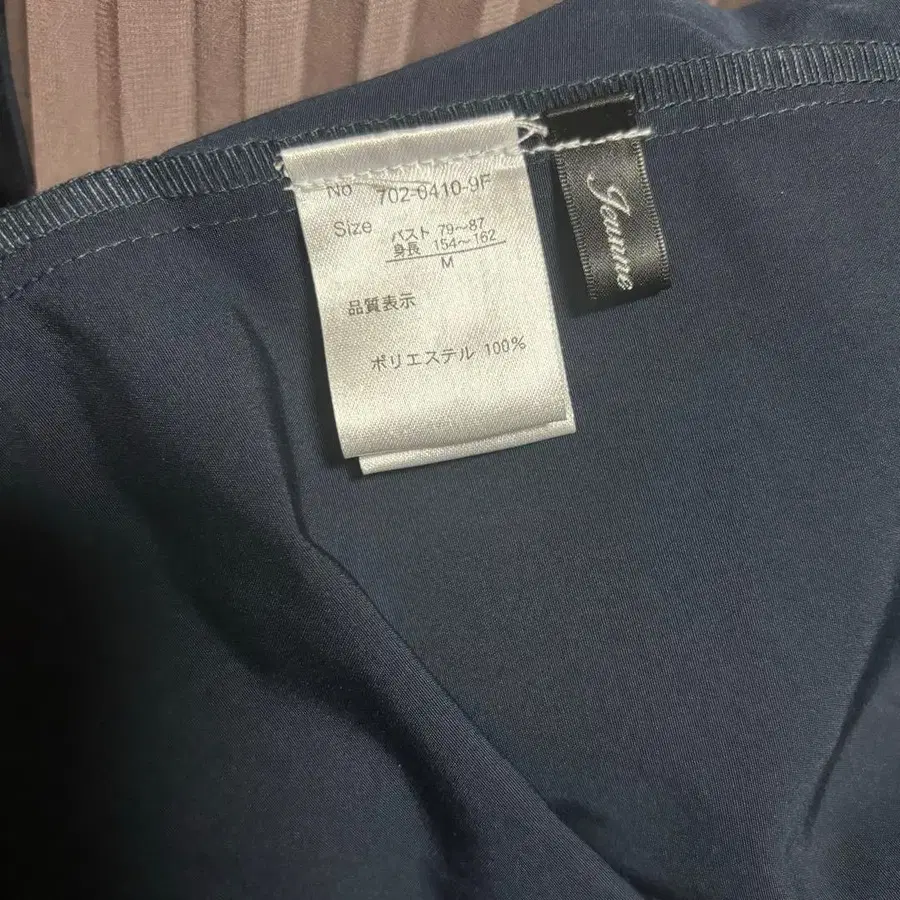 No 702-0410-9F
Size バスト 79〜87
身長 154〜162
M
品質表示
ポリエステル 100%
Jeanne